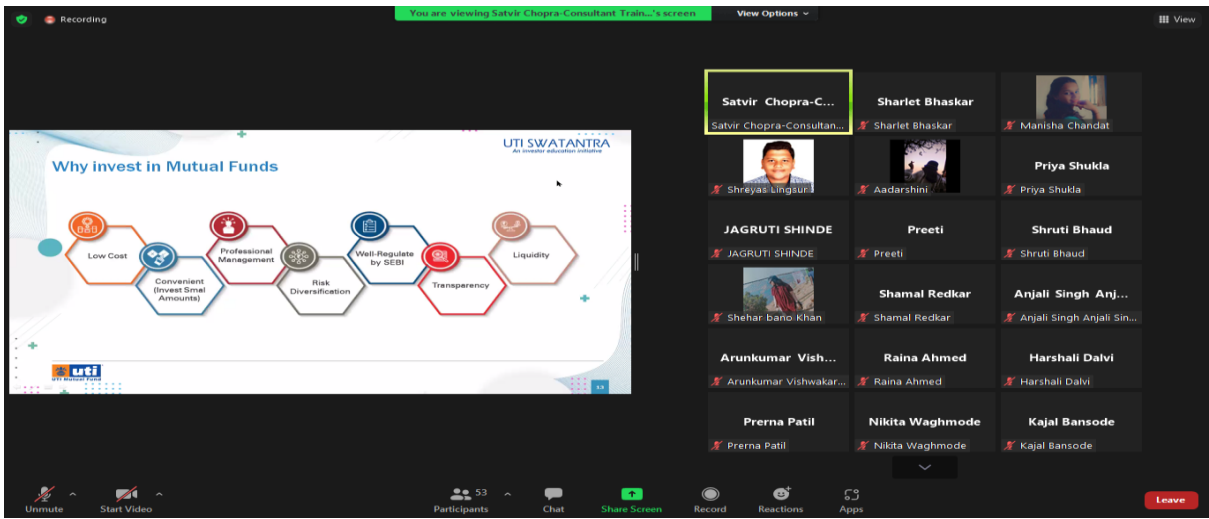 Recording
You are viewing Satvir Chopra-Consultant Train...'s screen
View Options
View
UTI SWATANTRA
An investor education initiative
Why invest in Mutual Funds
Low Cost
Convenient
(Invest Smal
Amounts)
Professional
Management
Risk
Diversification
Well-Regulate
by SEBI
Transparency
Liquidity
uti
UTI Mutual Fund
13
Satvir Chopra-C...
Satvir Chopra-Consultan...
Sharlet Bhaskar
Sharlet Bhaskar
Manisha Chandat
Shreyas Lingsur
Aadarshini
Priya Shukla
Priya Shukla
JAGRUTI SHINDE
JAGRUTI SHINDE
Preeti
Preeti
Shruti Bhaud
Shruti Bhaud
Shehar bano Khan
Shamal Redkar
Shamal Redkar
Anjali Singh Anj...
Anjali Singh Anjali Sin...
Arunkumar Vish...
Arunkumar Vishwakar...
Raina Ahmed
Raina Ahmed
Harshali Dalvi
Harshali Dalvi
Prerna Patil
Prerna Patil
Nikita Waghmode
Nikita Waghmode
Kajal Bansode
Kajal Bansode
Unmute
Start Video
53
Participants
Chat
Share Screen
Record
Reactions
Apps
Leave